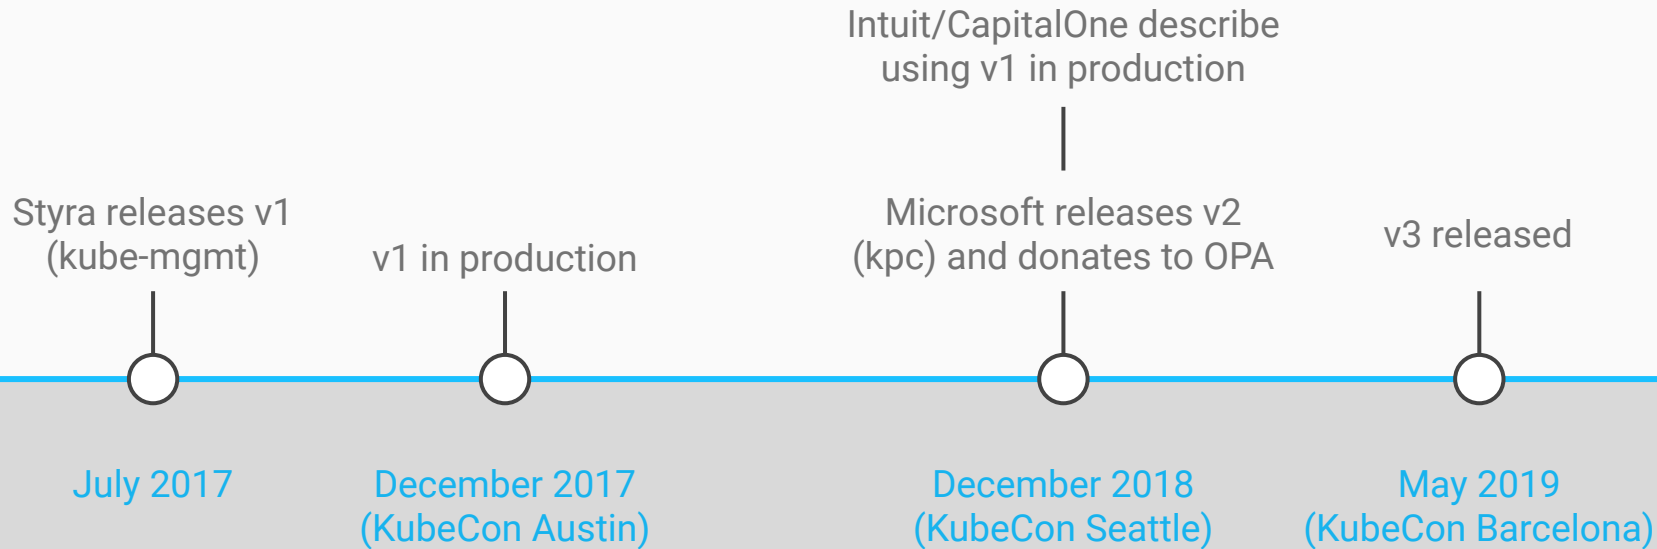 Intuit/CapitalOne describe
using v1 in production
Styra releases v1
(kube-mgmt)
v1 in production
Microsoft releases v2
(kpc) and donates to OPA
v3 released
July 2017
December 2017
(KubeCon Austin)
December 2018
(KubeCon Seattle)
May 2019
(KubeCon Barcelona)